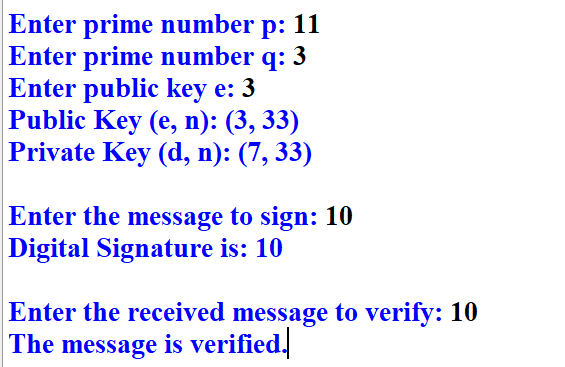 Enter prime number p: 11
Enter prime number q: 3
Enter public key e: 3
Public Key (e, n): (3, 33)
Private Key (d, n): (7, 33)
Enter the message to sign: 10
Digital Signature is: 10
Enter the received message to verify: 10
The message is verified.